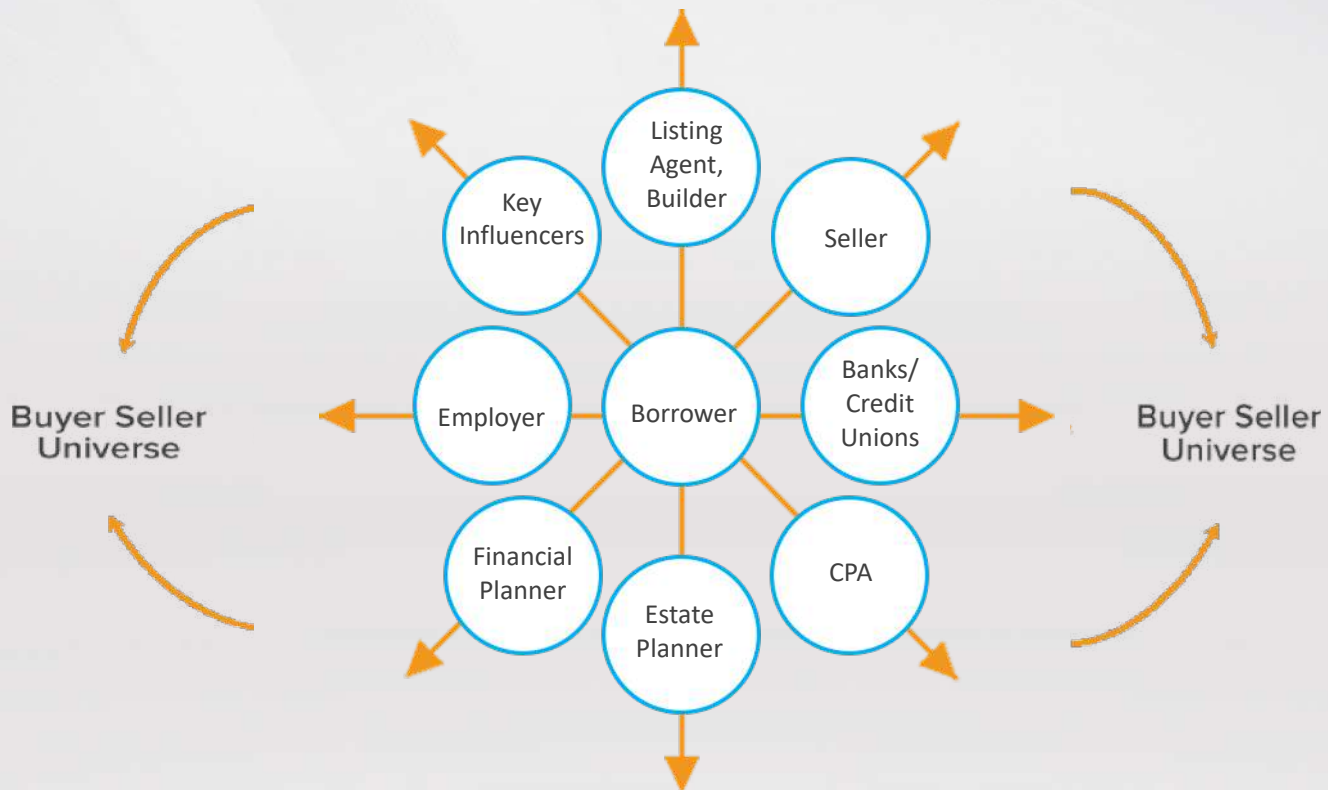 Listing
Agent,
Builder
Key
Influencers
Seller
Buyer Seller
Universe
Employer
Borrower
Banks/
Credit
Unions
Buyer Seller
Universe
Financial
Planner
Estate
Planner
CPA